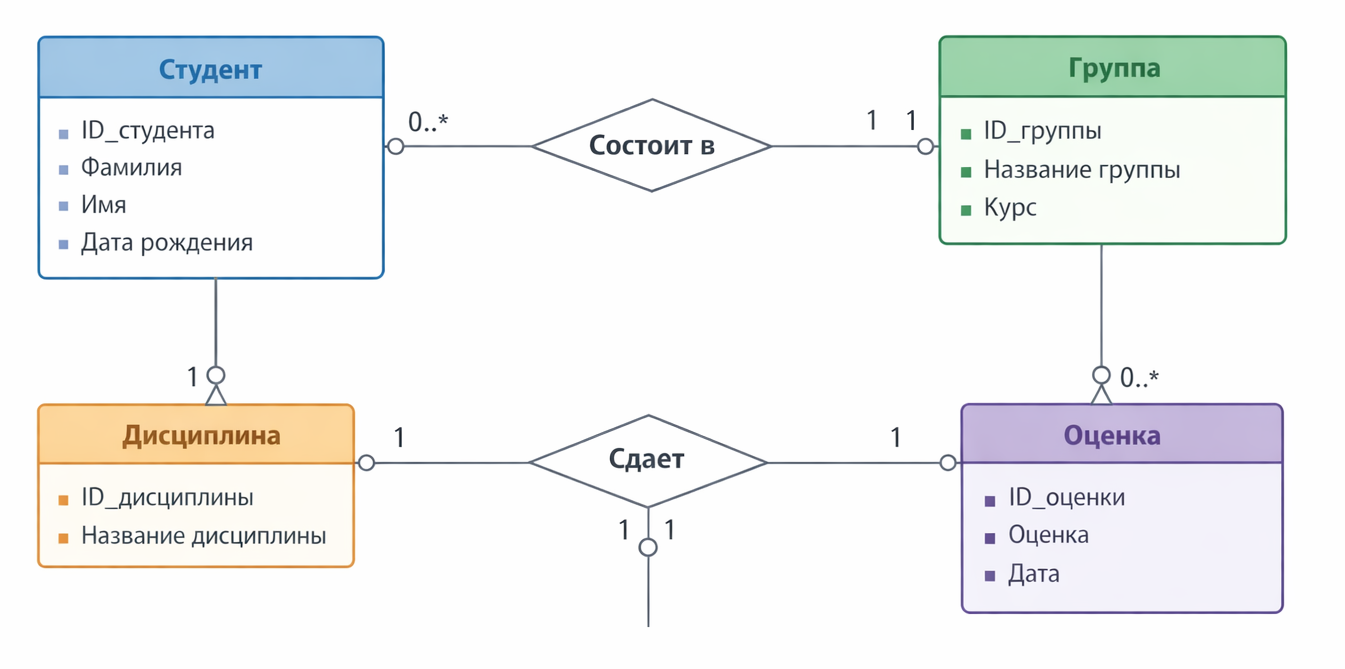 Студент
ID_студента
Фамилия
Имя
Дата рождения
0..*
Состоит в
1 1
Группа
ID_группы
Название группы
Курс
1
0..*
Дисциплина
ID_дисциплины
Название дисциплины
1
Сдает
1
1 1
Оценка
ID_оценки
Оценка
Дата